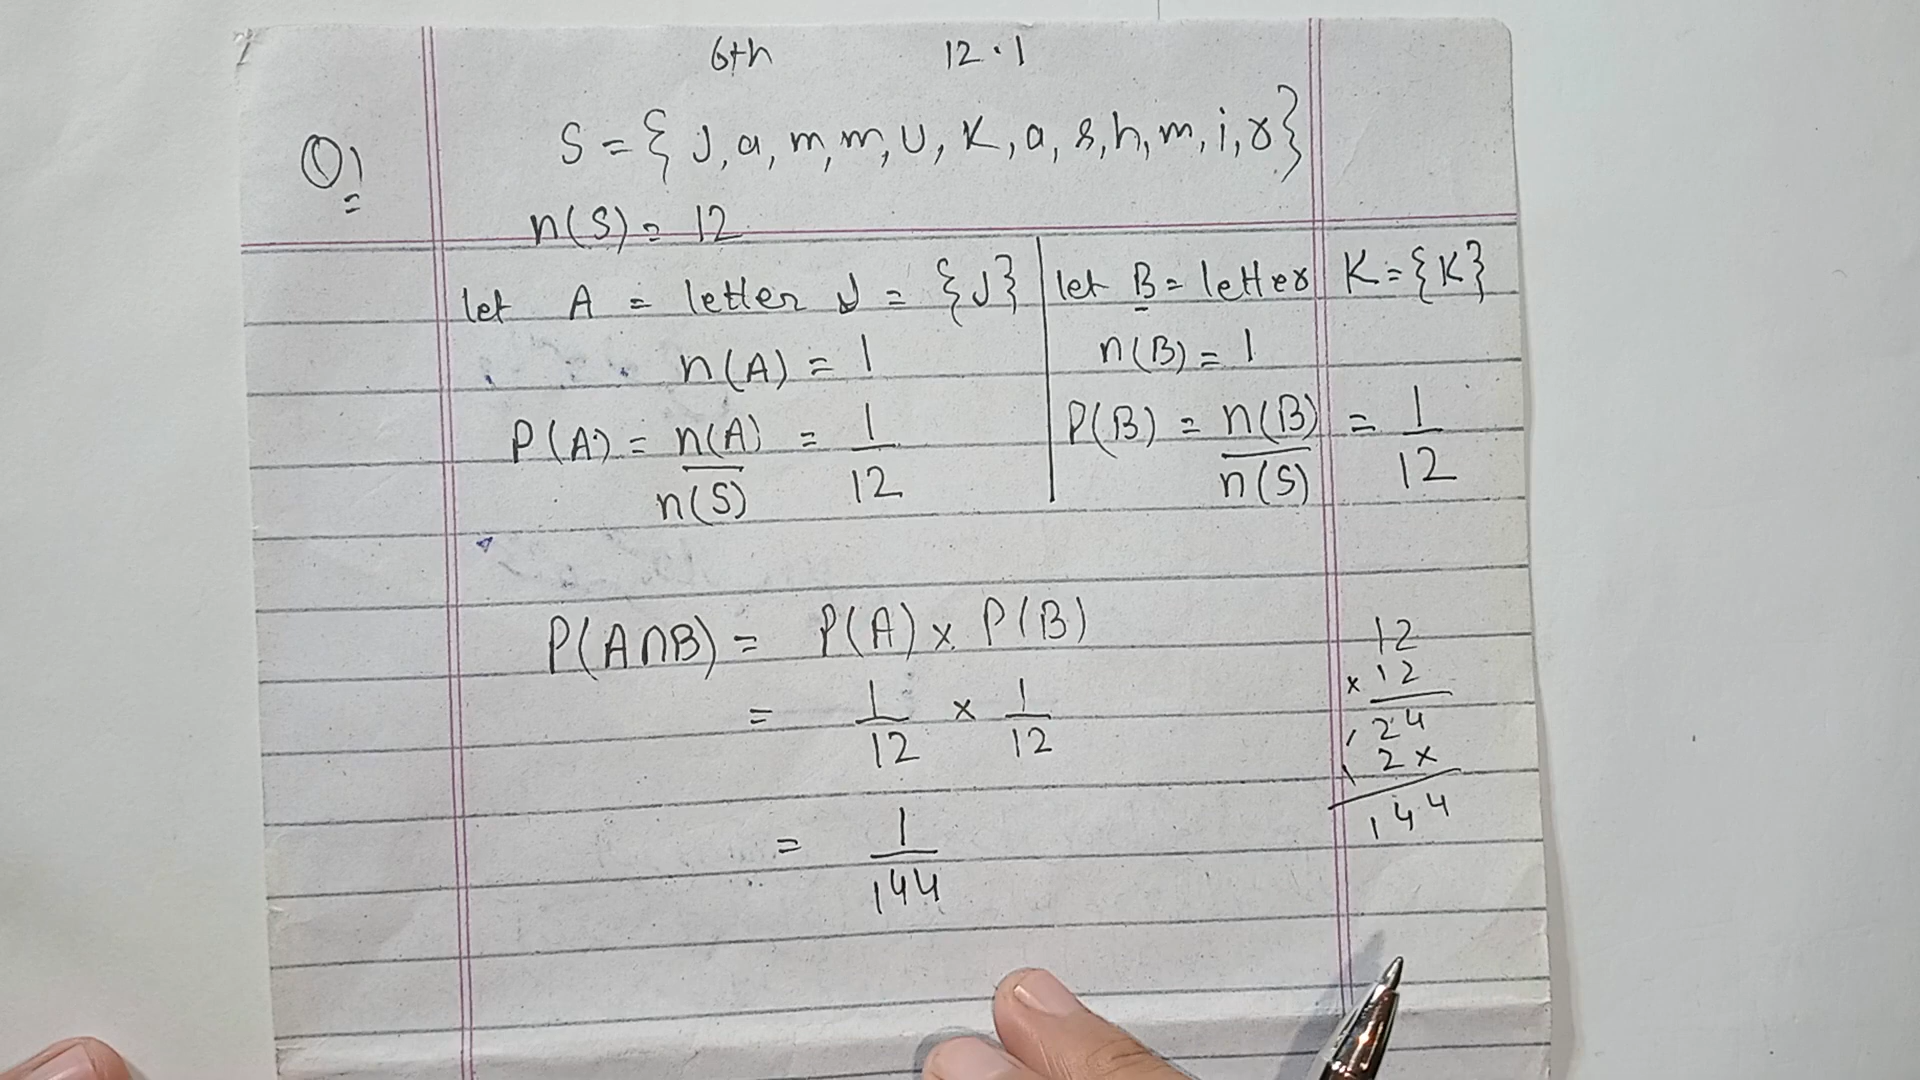 6th 12.1
Q1 S = { J, a, m, m, U, K, a, s, h, m, i, r }
n(S) = 12
let A = letter J = {J}
n(A) = 1
P(A) = n(A)/n(S) = 1/12
let B = letter K = {K}
n(B) = 1
P(B) = n(B)/n(S) = 1/12
P(A∩B) = P(A) x P(B)
= 1/12 x 1/12
= 1/144
12
x 12
24
12x
144